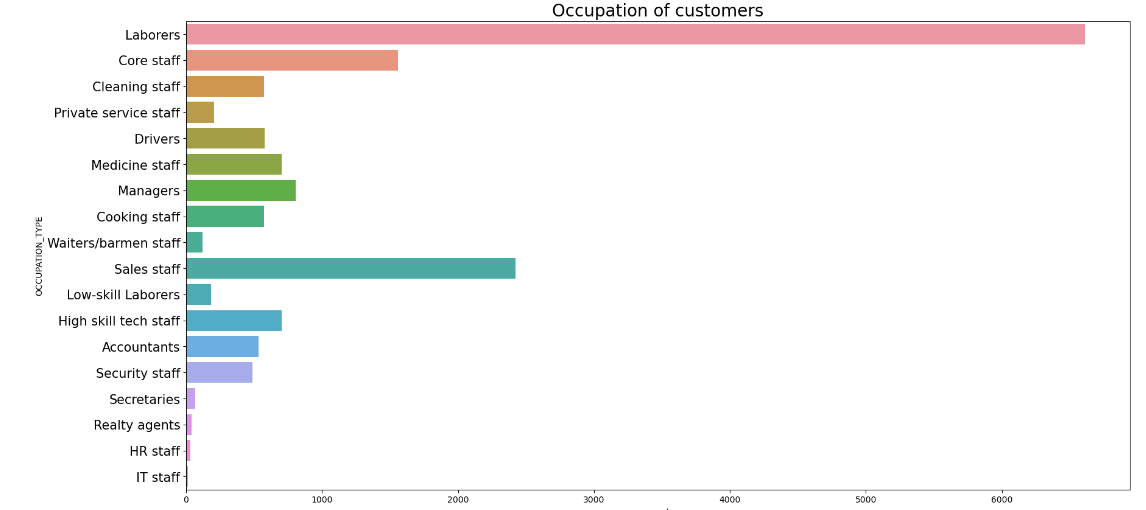 Occupation of customers
Laborers
Core staff
Cleaning staff
Private service staff
Drivers
Medicine staff
Managers
Cooking staff
Waiters/barmen staff
Sales staff
Low-skill Laborers
High skill tech staff
Accountants
Security staff
Secretaries
Realty agents
HR staff
IT staff
OCCUPATION_TYPE
0 1000 2000 3000 4000 5000 6000